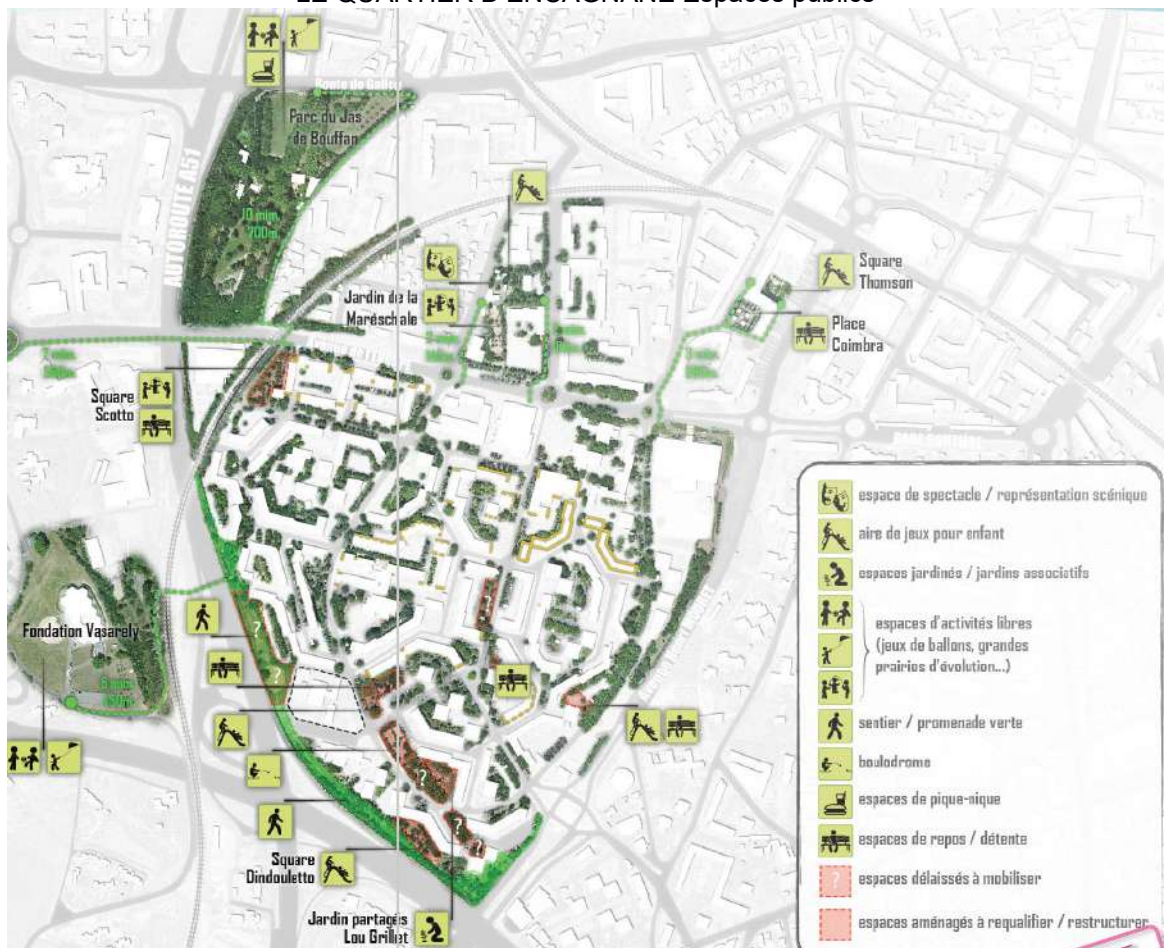 LE QUARTIER D'ENCAGNANE Espaces publics
Route de Galice
Parc du Jas
de Bouffan
AUTOROUTE A51
10 min.
700m.
Jardin de la
Maréschale
Square
Thomson
Place
Coimbra
Square
Scotto
Fondation Vasarely
?
?
?
?
Square
Dindouletto
Jardin partagés
Lou Grillet
espace de spectacle / représentation scénique
aire de jeux pour enfant
espaces jardinés / jardins associatifs
espaces d'activités libres
(jeux de ballons, grandes
prairies d'évolution...)
sentier / promenade verte
boulodrome
espaces de pique-nique
espaces de repos / détente
?
espaces délaissés à mobiliser
espaces aménagés à requalifier / restructurer